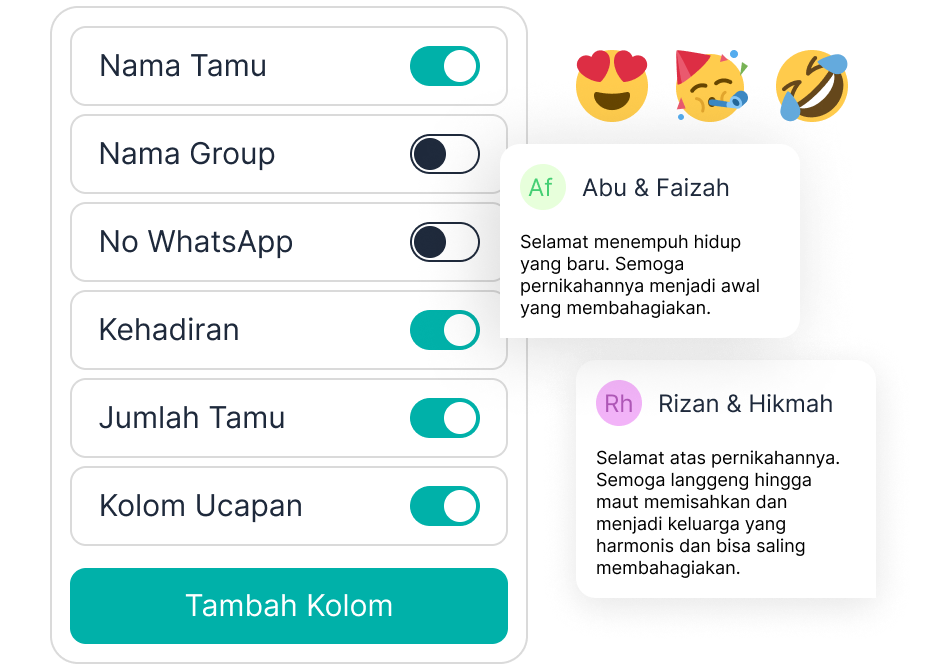 Nama Tamu
Nama Group
No WhatsApp
Kehadiran
Jumlah Tamu
Kolom Ucapan
Tambah Kolom
Af
Abu & Faizah
Selamat menempuh hidup
yang baru. Semoga
pernikahannya menjadi awal
yang membahagiakan.
Rh
Rizan & Hikmah
Selamat atas pernikahannya.
Semoga langgeng hingga
maut memisahkan dan
menjadi keluarga yang
harmonis dan bisa saling
membahagiakan.